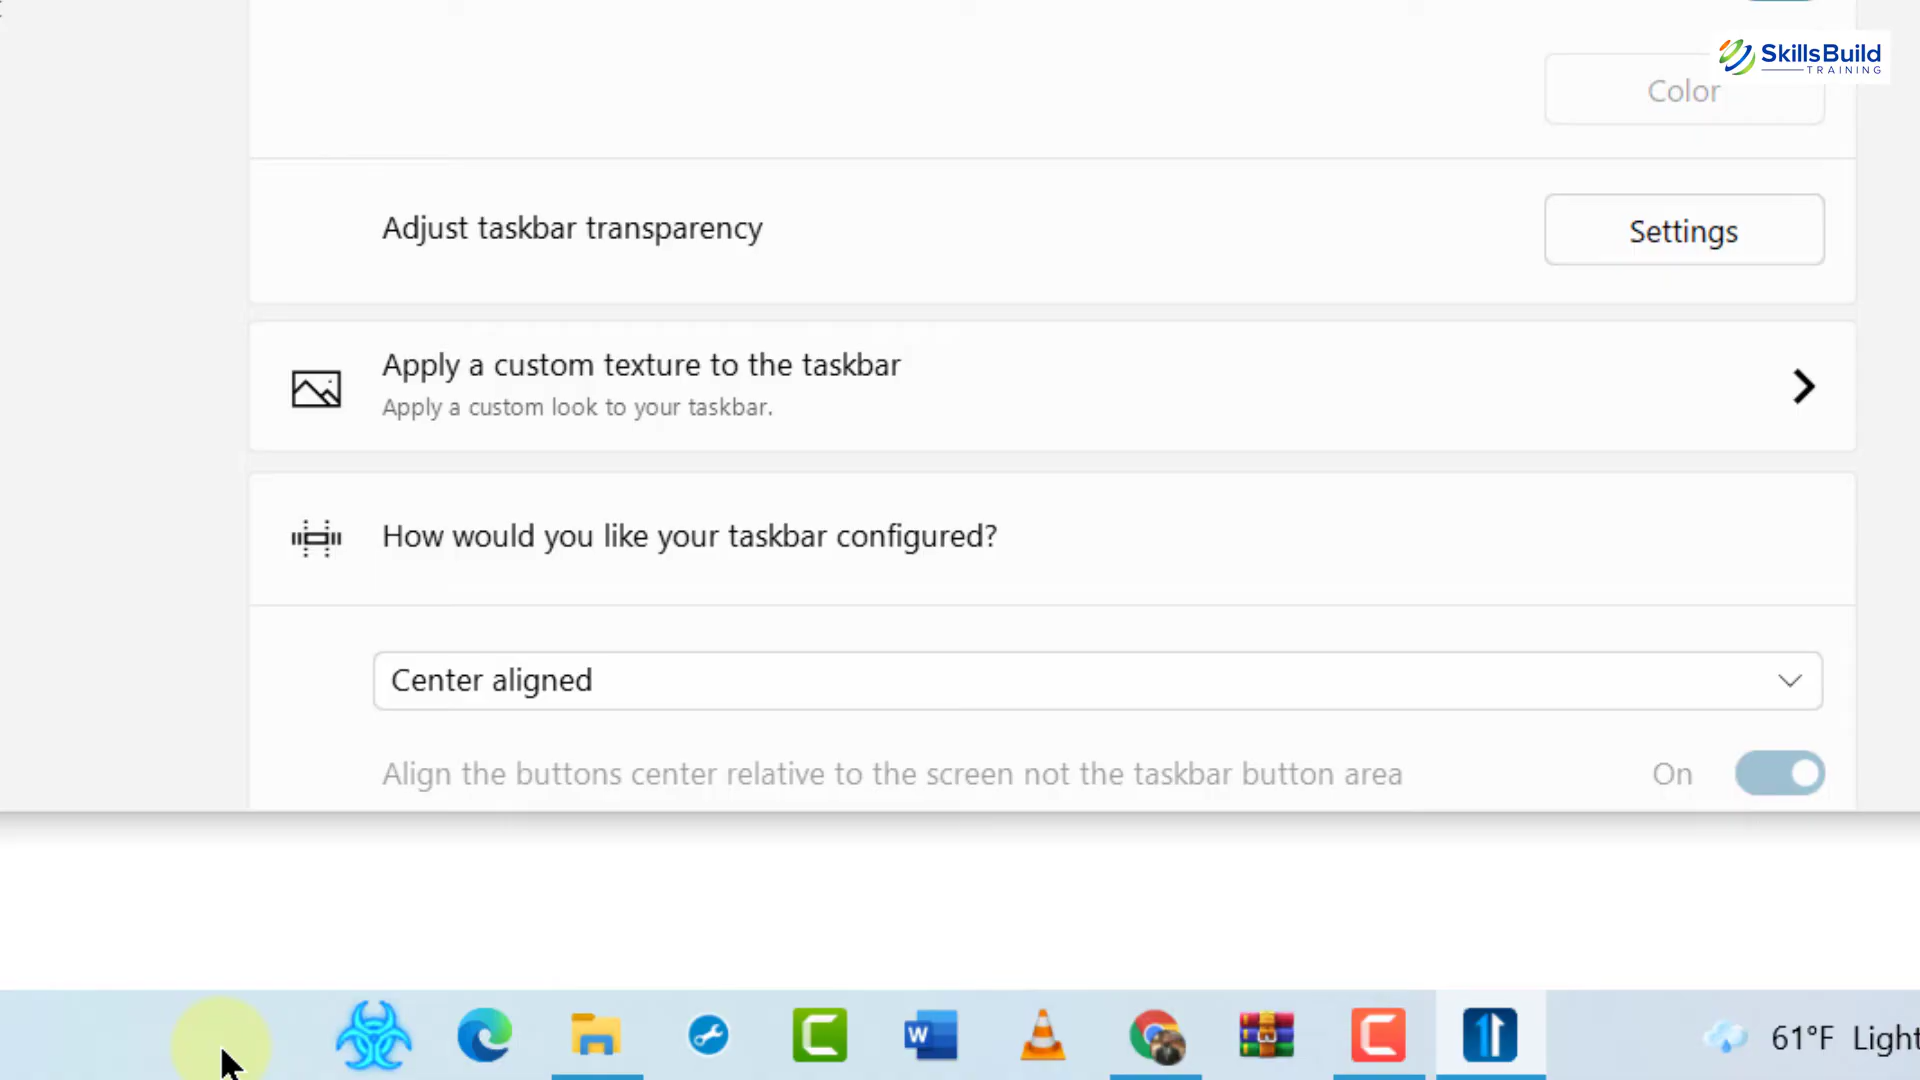 SkillsBuild
TRAINING
Color
Adjust taskbar transparency
Settings
Apply a custom texture to the taskbar
Apply a custom look to your taskbar.
How would you like your taskbar configured?
Center aligned
Align the buttons center relative to the screen not the taskbar button area
On
61°F Light